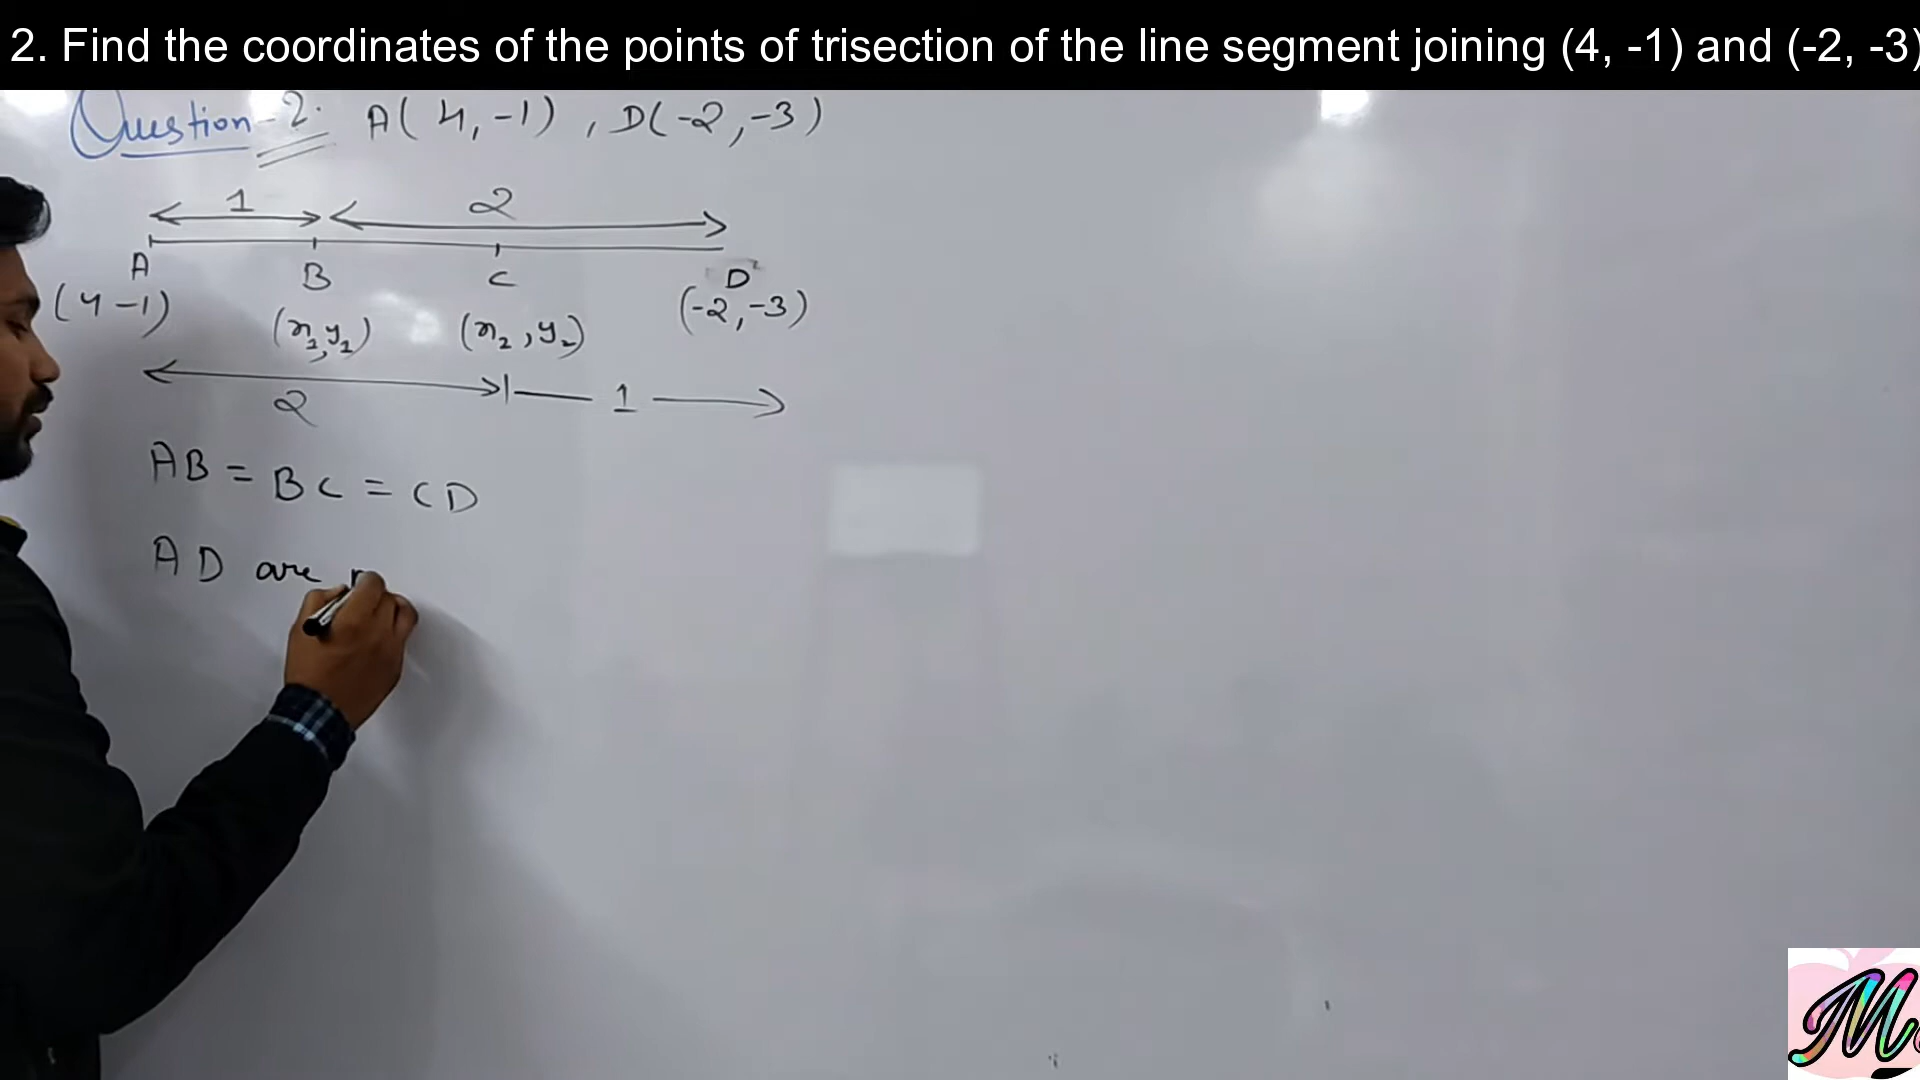 2. Find the coordinates of the points of trisection of the line segment joining (4, -1) and (-2, -3)
Question-2. A( 4, -1) , D( -2, -3)
1 2
A B C D
(4 -1) (x1, y1) (x2, y2) (-2, -3)
2 1
AB = BC = CD
AD are
M